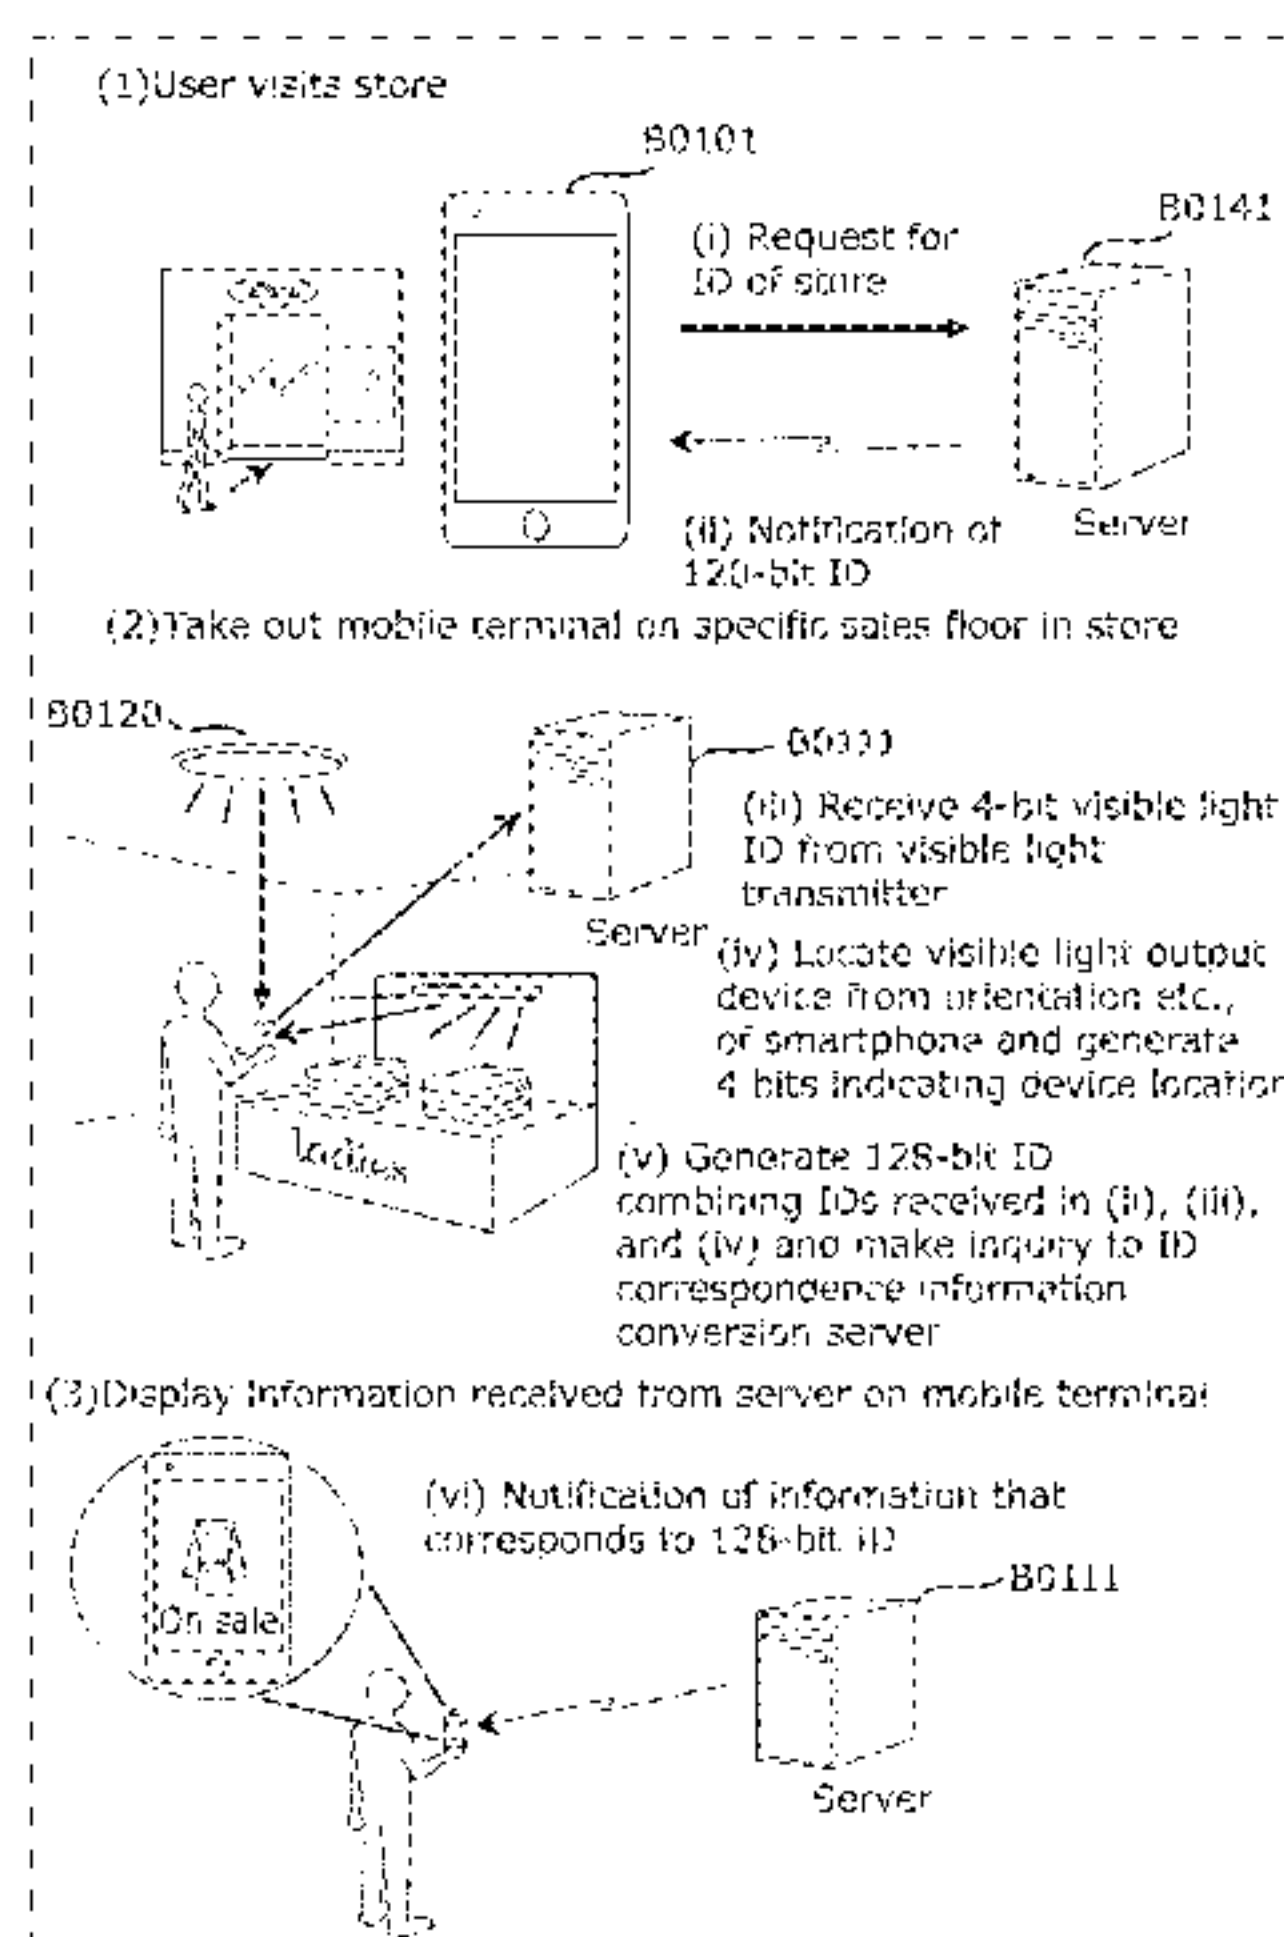 (1)User visits store
B0101
B0141
(i) Request for
ID of store
(ii) Notification of
120-bit ID
Server
(2)Take out mobile terminal on specific sales floor in store
B0120
B0111
(iii) Receive 4-bit visible light
ID from visible light
transmitter
Server
(iv) Locate visible light output
device from orientation etc.,
of smartphone and generate
4 bits indicating device location
ladies
(v) Generate 128-bit ID
combining IDs received in (ii), (iii),
and (iv) and make inquiry to ID
correspondence information
conversion server
(3)Display information received from server on mobile terminal
(vi) Notification of information that
corresponds to 128-bit ID
On sale
B0111
Server